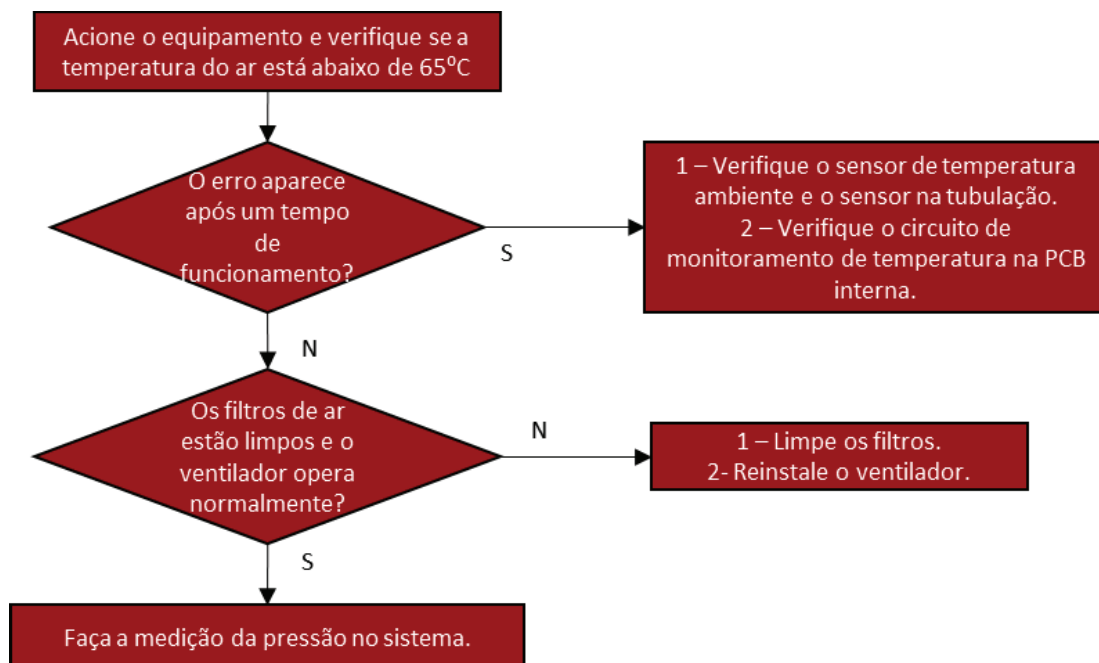 Acione o equipamento e verifique se a
temperatura do ar está abaixo de 65⁰C
O erro aparece
após um tempo
de
funcionamento?
S
1 – Verifique o sensor de temperatura
ambiente e o sensor na tubulação.
2 – Verifique o circuito de
monitoramento de temperatura na PCB
interna.
N
Os filtros de ar
estão limpos e o
ventilador opera
normalmente?
N
1 – Limpe os filtros.
2- Reinstale o ventilador.
S
Faça a medição da pressão no sistema.